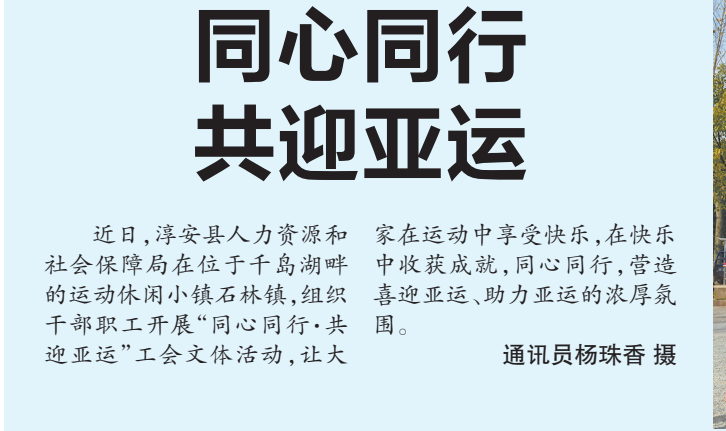 同心同行
共迎亚运
近日,淳安县人力资源和
社会保障局在位于千岛湖畔
的运动休闲小镇石林镇,组织
干部职工开展“同心同行·共
迎亚运”工会文体活动,让大
家在运动中享受快乐,在快乐
中收获成就,同心同行,营造
喜迎亚运、助力亚运的浓厚氛
围。
通讯员杨珠香 摄